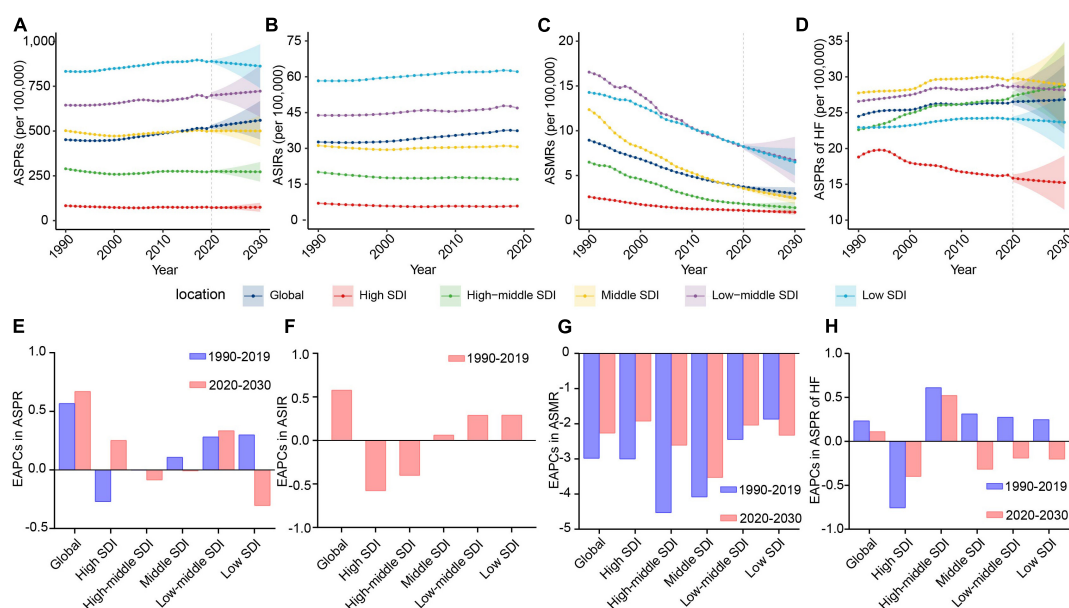 A
ASPRs (per 100,000)
1,000
750
500
250
0
1990
2000
2010
2020
2030
Year
B
ASIRs (per 100,000)
75
60
45
30
15
0
1990
2000
2010
2020
Year
C
ASMRs (per 100,000)
20
15
10
5
0
1990
2000
2010
2020
2030
Year
D
ASPRs of HF (per 100,000)
35
30
25
20
15
10
1990
2000
2010
2020
2030
Year
location
Global
High SDI
High-middle SDI
Middle SDI
Low-middle SDI
Low SDI
E
EAPCs in ASPR
1.0
0.5
0.0
-0.5
1990-2019
2020-2030
Global
High SDI
High-middle SDI
Middle SDI
Low-middle SDI
Low SDI
F
EAPCs in ASIR
1.0
0.5
0.0
-0.5
-1.0
1990-2019
Global
High SDI
High-middle SDI
Middle SDI
Low-middle SDI
Low SDI
G
EAPCs in ASMR
0
-1
-2
-3
-4
-5
1990-2019
2020-2030
Global
High SDI
High-middle SDI
Middle SDI
Low-middle SDI
Low SDI
H
EAPCs in ASPR of HF
1.0
0.5
0.0
-0.5
-1.0
1990-2019
2020-2030
Global
High SDI
High-middle SDI
Middle SDI
Low-middle SDI
Low SDI